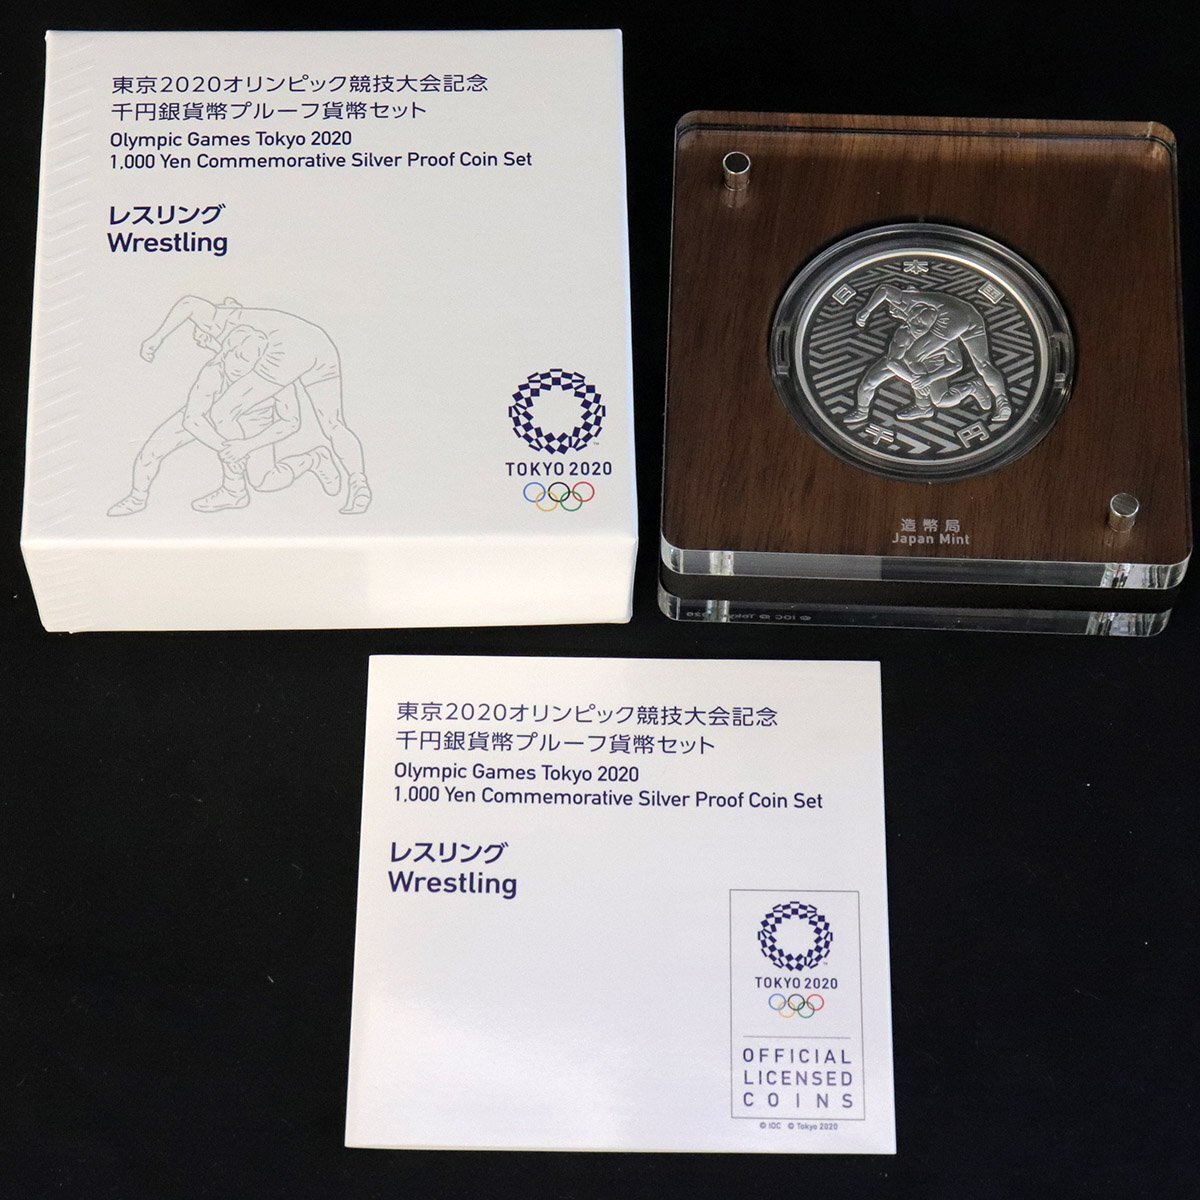 東京2020オリンピック競技大会記念
千円銀貨幣プルーフ貨幣セット
Olympic Games Tokyo 2020
1,000 Yen Commemorative Silver Proof Coin Set
レスリング
Wrestling
TOKYO 2020
日本国
千円
造幣局
Japan Mint
東京2020オリンピック競技大会記念
千円銀貨幣プルーフ貨幣セット
Olympic Games Tokyo 2020
1,000 Yen Commemorative Silver Proof Coin Set
レスリング
Wrestling
TOKYO 2020
OFFICIAL
LICENSED
COINS
© IOC © Tokyo 2020